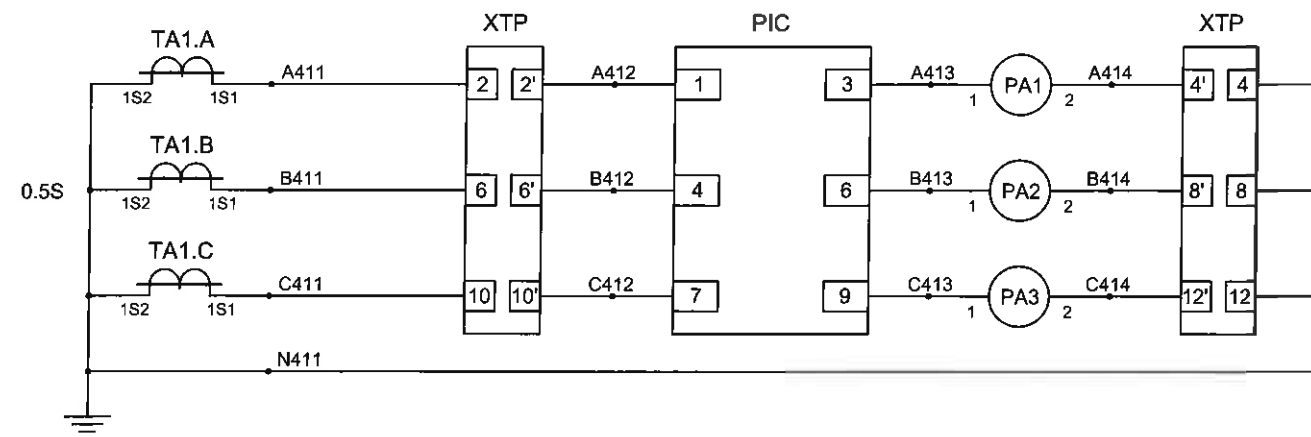 XTP PIC XTP
TA1.A
A411 A412 A413 A414
2 2' 1 3 PA1 4' 4
1S2 1S1 1 2
TA1.B
0.5S B411 B412 B413 B414
6 6' 4 6 PA2 8' 8
1S2 1S1 1 2
TA1.C
C411 C412 C413 C414
10 10' 7 9 PA3 12' 12
1S2 1S1 1 2
N411